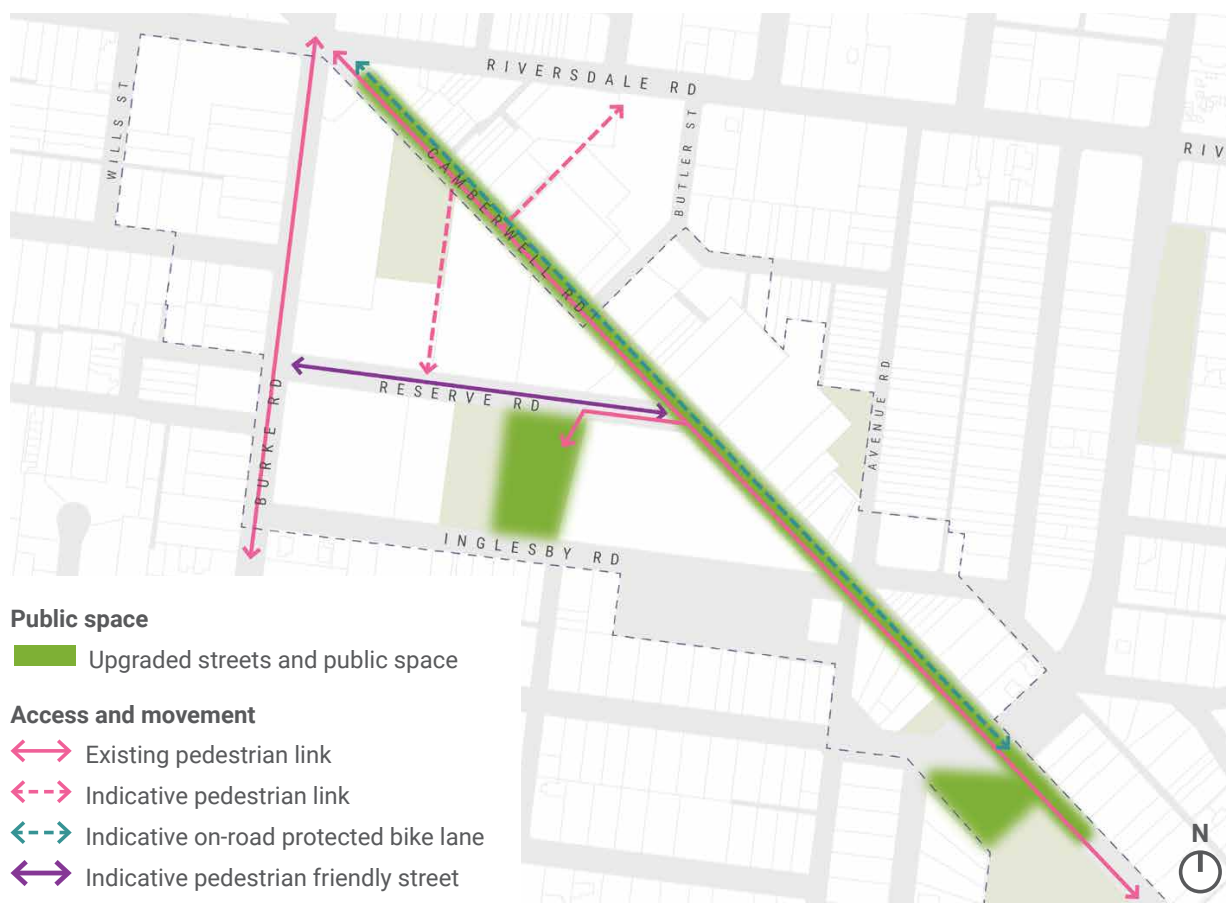 RIVERSDALE RD
WILLS ST
BUTLER ST
RIV
CAMBERWELL RD
AVENUE RD
RESERVE RD
BURKE RD
INGLESBY RD
Public space
Upgraded streets and public space
Access and movement
Existing pedestrian link
Indicative pedestrian link
Indicative on-road protected bike lane
Indicative pedestrian friendly street
N